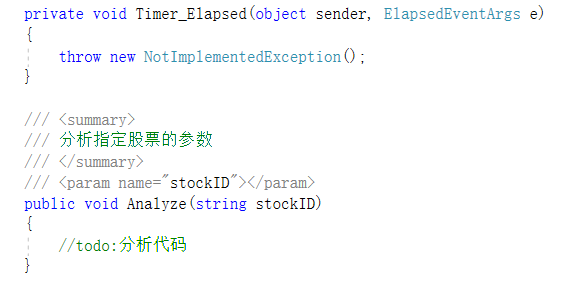 private void Timer_Elapsed(object sender, ElapsedEventArgs e)
{
throw new NotImplementedException();
}
/// <summary>
/// 分析指定股票的参数
/// </summary>
/// <param name="stockID"></param>
public void Analyze(string stockID)
{
//todo:分析代码
}